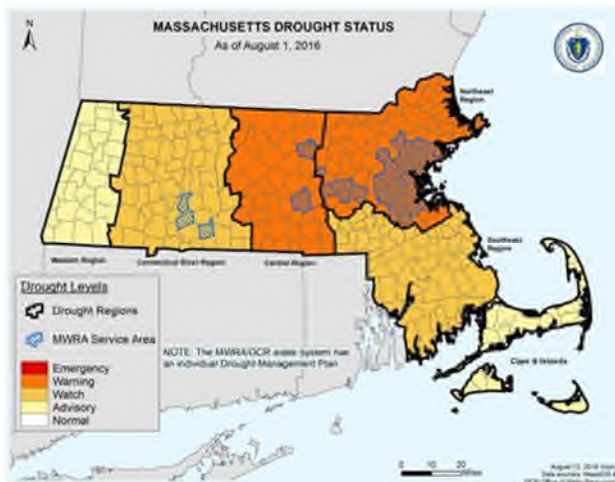 MASSACHUSETTS DROUGHT STATUS
As of August 1, 2016
N
Northeast
Region
Southeast
Region
Western Region
Connecticut River Region
Central Region
Cape & Islands
Drought Levels
Drought Regions
MWRA Service Area
Emergency
Warning
Watch
Advisory
Normal
NOTE: The MWRA/DCR water system has
an individual Drought Management Plan
0 10 20
Miles